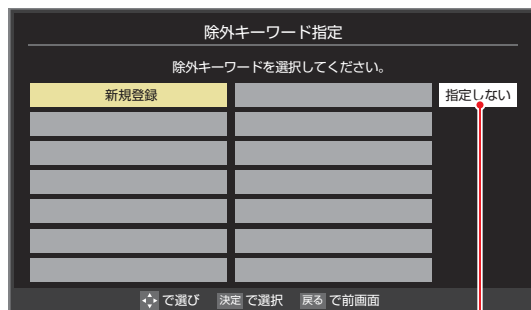 除外キーワード指定
除外キーワードを選択してください。
新規登録 指定しない
で選び 決定 で選択 戻る で前画面